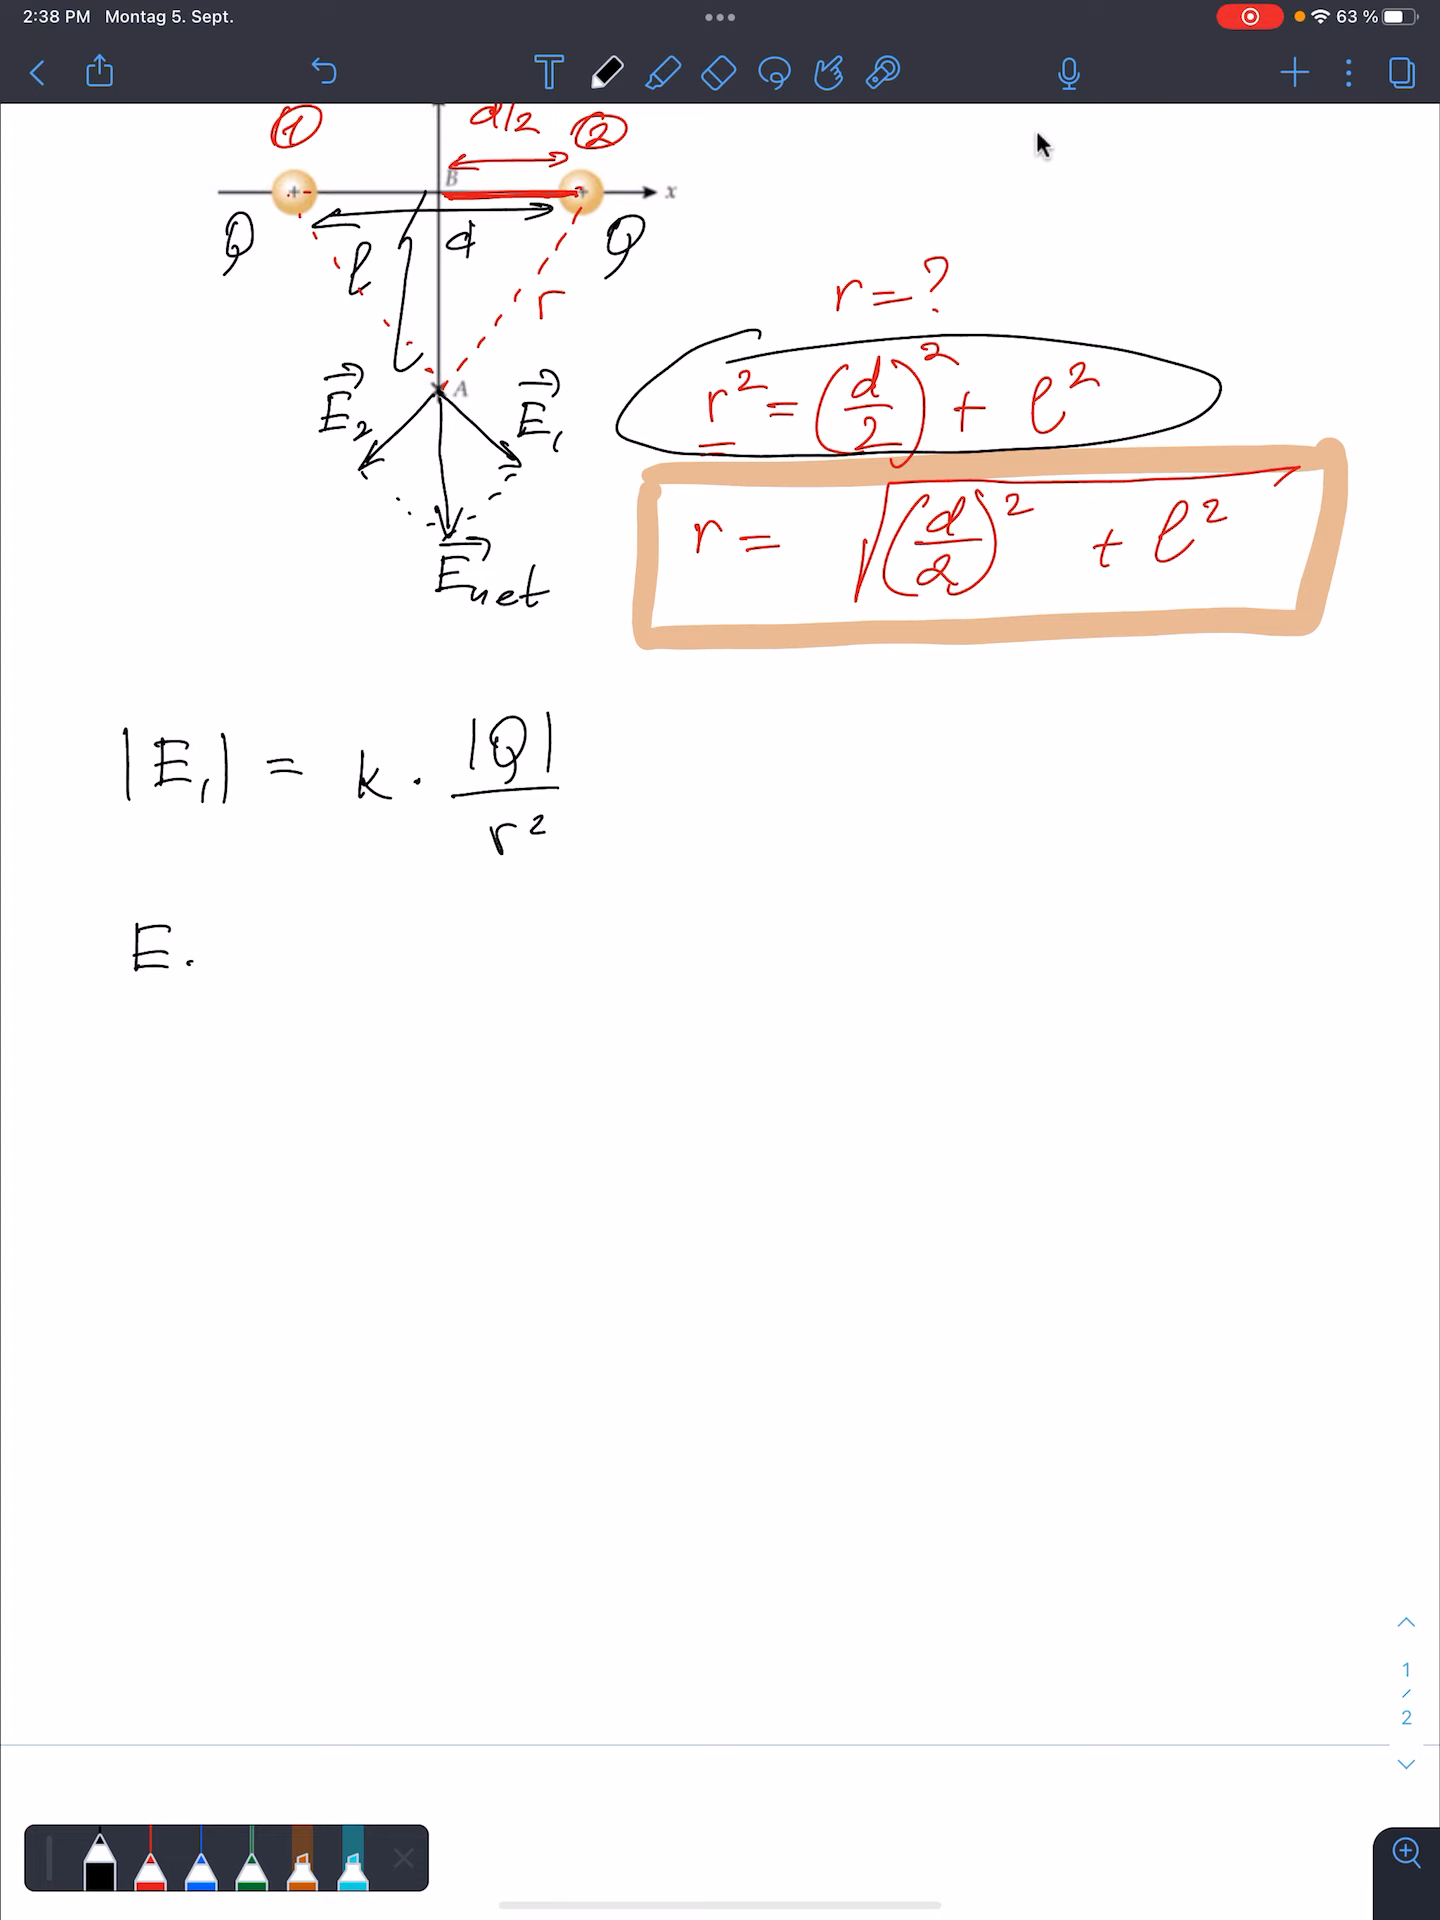 2:38 PM Montag 5. Sept. 63 %
① d/2 ②
B x
Q l d Q
r
r = ?
r² = (d/2)² + l²
E₂ A E₁
r = √((d/2)² + l²)
Enet
|E₁| = k · |Q| / r²
E.
1
/
2